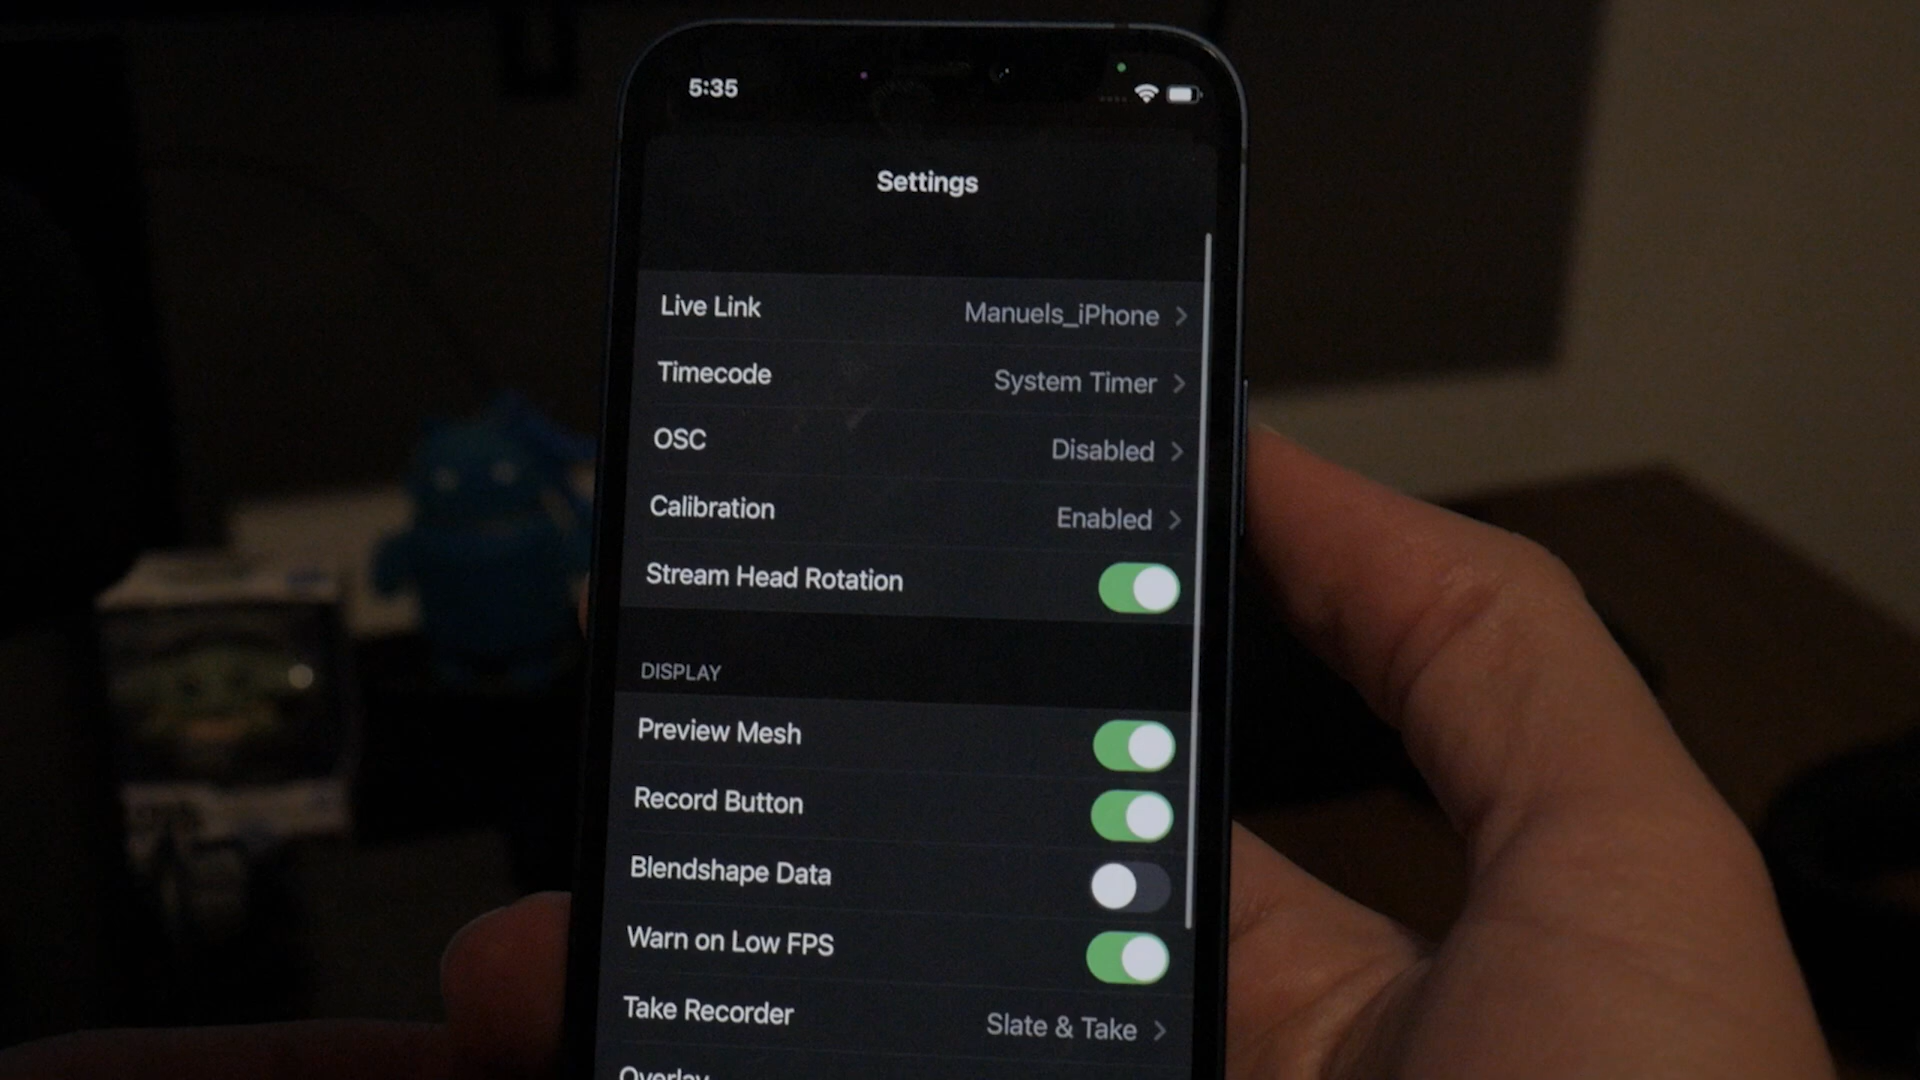 5:35
Settings
Live Link Manuels_iPhone
Timecode System Timer
OSC Disabled
Calibration Enabled
Stream Head Rotation
DISPLAY
Preview Mesh
Record Button
Blendshape Data
Warn on Low FPS
Take Recorder Slate & Take
Overlay